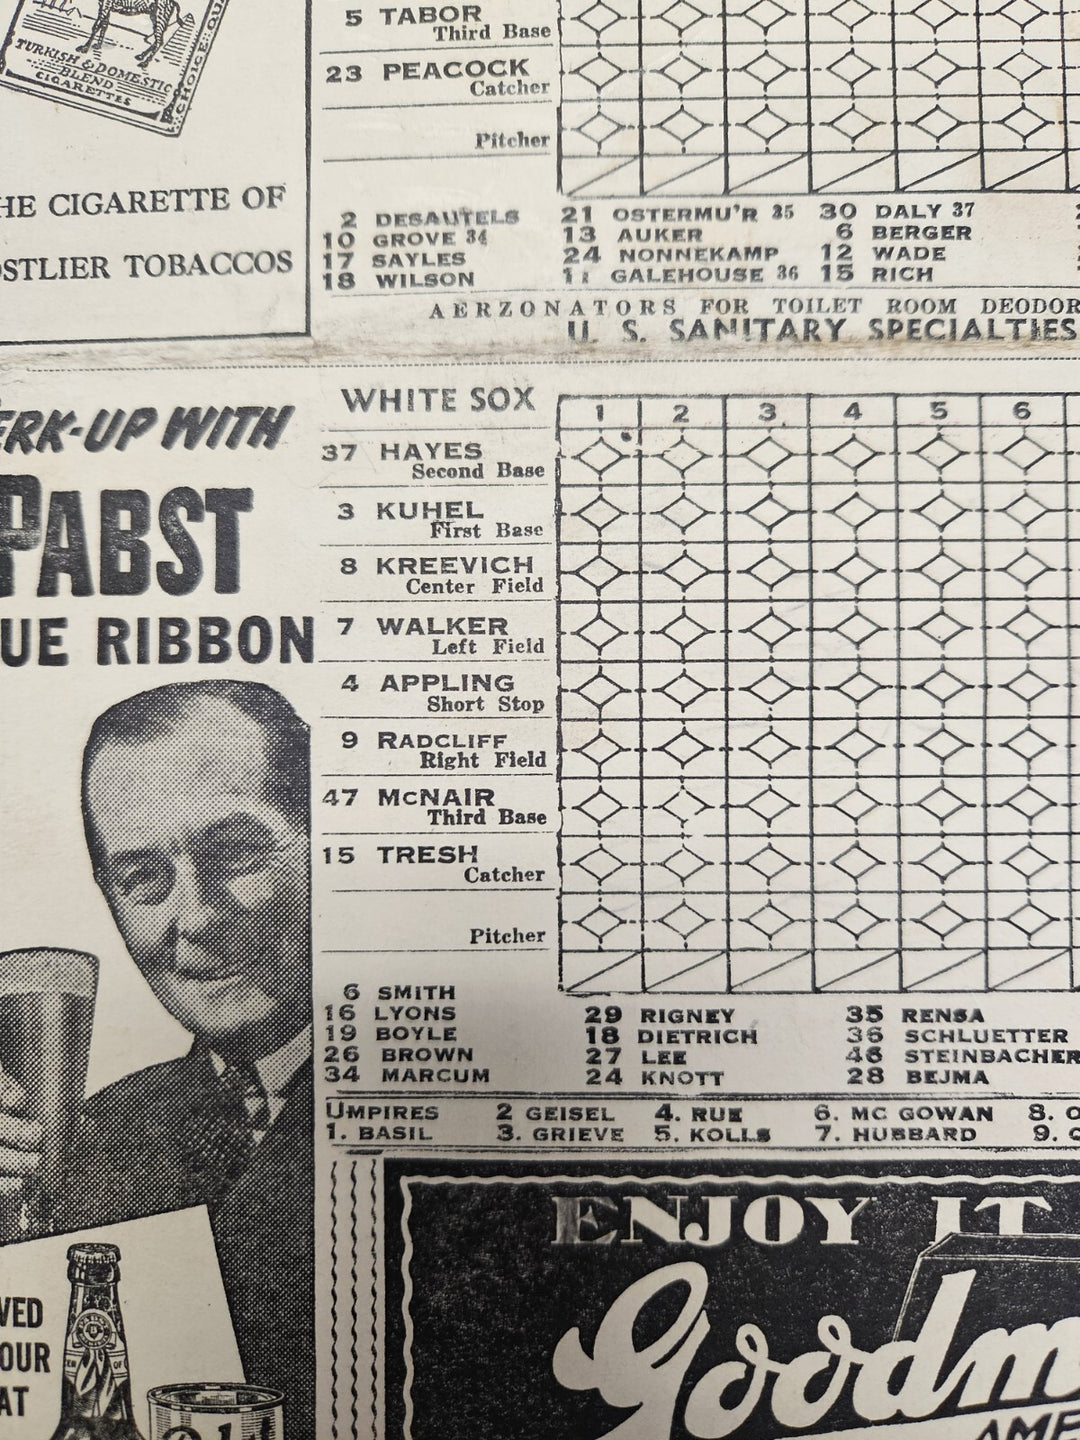 TURKISH & DOMESTIC
BLEND
CIGARETTES
CHOICE
HE CIGARETTE OF
OSTLIER TOBACCOS
5 TABOR
Third Base
23 PEACOCK
Catcher
Pitcher
2 DESAUTELS 21 OSTERMU'R 35 30 DALY 37
10 GROVE 34 13 AUKER 6 BERGER
17 SAYLES 24 NONNEKAMP 12 WADE
18 WILSON GALEHOUSE 36 15 RICH
AERZONATORS FOR TOILET ROOM DEODOR
U. S. SANITARY SPECIALTIES
ERK-UP WITH
PABST
UE RIBBON
WHITE SOX 1 2 3 4 5 6
37 HAYES
Second Base
3 KUHEL
First Base
8 KREEVICH
Center Field
7 WALKER
Left Field
4 APPLING
Short Stop
9 RADCLIFF
Right Field
47 McNAIR
Third Base
15 TRESH
Catcher
Pitcher
6 SMITH
16 LYONS 29 RIGNEY 35 RENSA
19 BOYLE 18 DIETRICH 36 SCHLUETTER
26 BROWN 27 LEE 46 STEINBACHER
34 MARCUM 24 KNOTT 28 BEJMA
UMPIRES 2 GEISEL 4. RUE 6. MC GOWAN 8. O
1. BASIL 3. GRIEVE 5. KOLLS 7. HUBBARD 9. Q
VED
OUR
AT
ENJOY IT
Goodm
AME